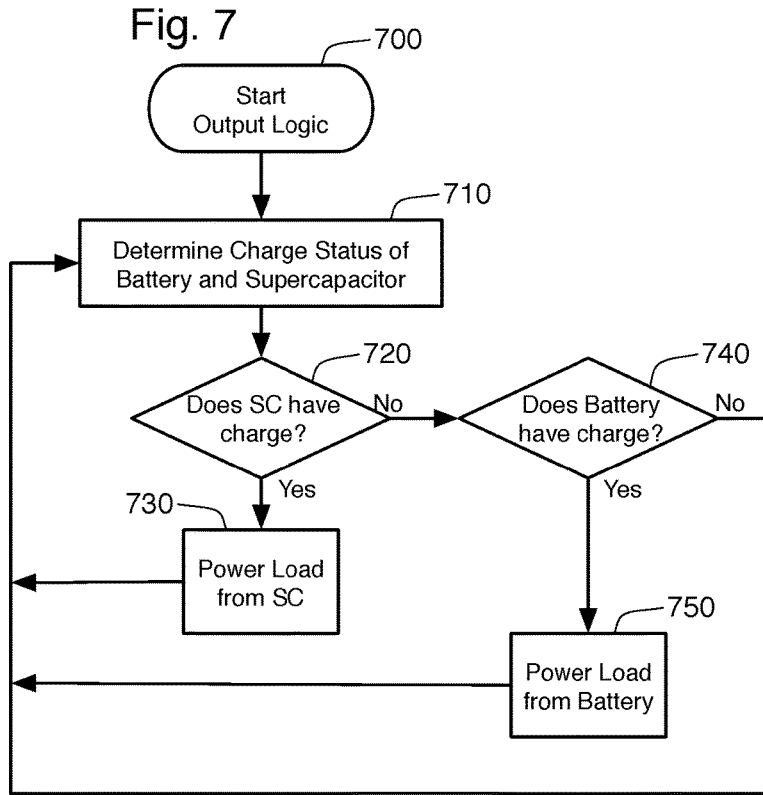 Fig. 7
700
Start
Output Logic
710
Determine Charge Status of
Battery and Supercapacitor
720
Does SC have
charge?
No
740
Does Battery
have charge?
No
Yes
Yes
730
Power Load
from SC
750
Power Load
from Battery